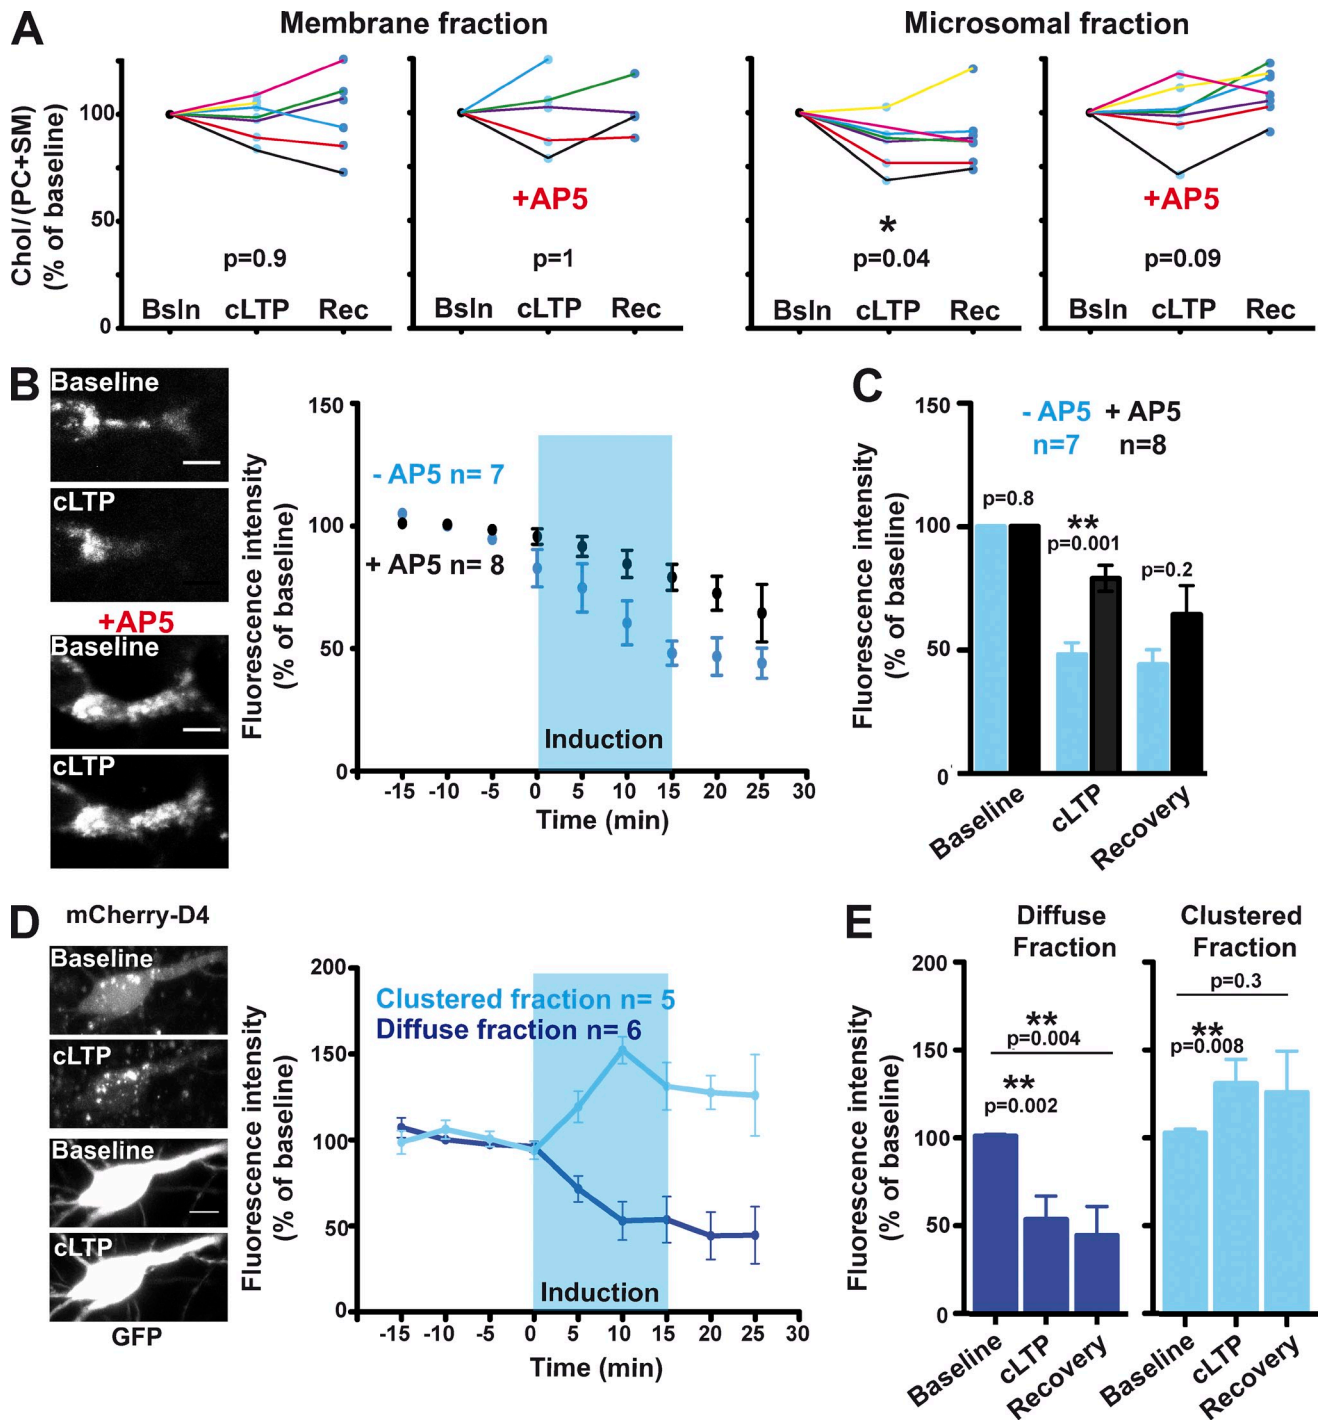 A
Membrane fraction
Microsomal fraction
Chol/(PC+SM)
(% of baseline)
100
50
0
p=0.9
Bsln cLTP Rec
+AP5
p=1
Bsln cLTP Rec
*
p=0.04
Bsln cLTP Rec
+AP5
p=0.09
Bsln cLTP Rec
B
Baseline
cLTP
+AP5
Baseline
cLTP
Fluorescence intensity
(% of baseline)
150
100
50
0
- AP5 n= 7
+ AP5 n= 8
Induction
-15 -10 -5 0 5 10 15 20 25 30
Time (min)
C
Fluorescence intensity
(% of baseline)
150
100
50
0
- AP5 + AP5
n=7 n=8
p=0.8
**
p=0.001
p=0.2
Baseline
cLTP
Recovery
D
mCherry-D4
Baseline
cLTP
Baseline
cLTP
GFP
Fluorescence intensity
(% of baseline)
200
150
100
50
0
Clustered fraction n= 5
Diffuse fraction n= 6
Induction
-15 -10 -5 0 5 10 15 20 25 30
Time (min)
E
Fluorescence intensity
(% of baseline)
200
150
100
50
0
Diffuse
Fraction
**
p=0.004
**
p=0.002
Baseline
cLTP
Recovery
Clustered
Fraction
p=0.3
**
p=0.008
Baseline
cLTP
Recovery